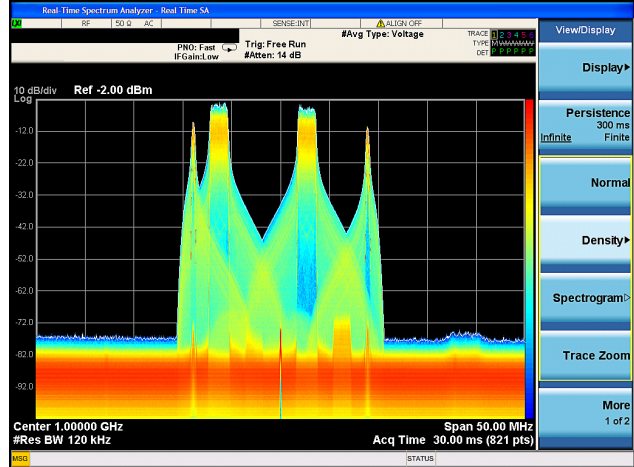 Real-Time Spectrum Analyzer - Real Time SA
RF 50 Ω AC SENSE:INT ALIGN OFF
#Avg Type: Voltage
TRACE 1 2 3 4 5 6
TYPE MWWWWW
DET P P P P P P
PNO: Fast
IFGain:Low
Trig: Free Run
#Atten: 14 dB
10 dB/div Ref -2.00 dBm
Log
-12.0
-22.0
-32.0
-42.0
-52.0
-62.0
-72.0
-82.0
-92.0
Center 1.00000 GHz Span 50.00 MHz
#Res BW 120 kHz Acq Time 30.00 ms (821 pts)
MSG STATUS
View/Display
Display
Persistence
300 ms
Infinite Finite
Normal
Density
Spectrogram
Trace Zoom
More
1 of 2